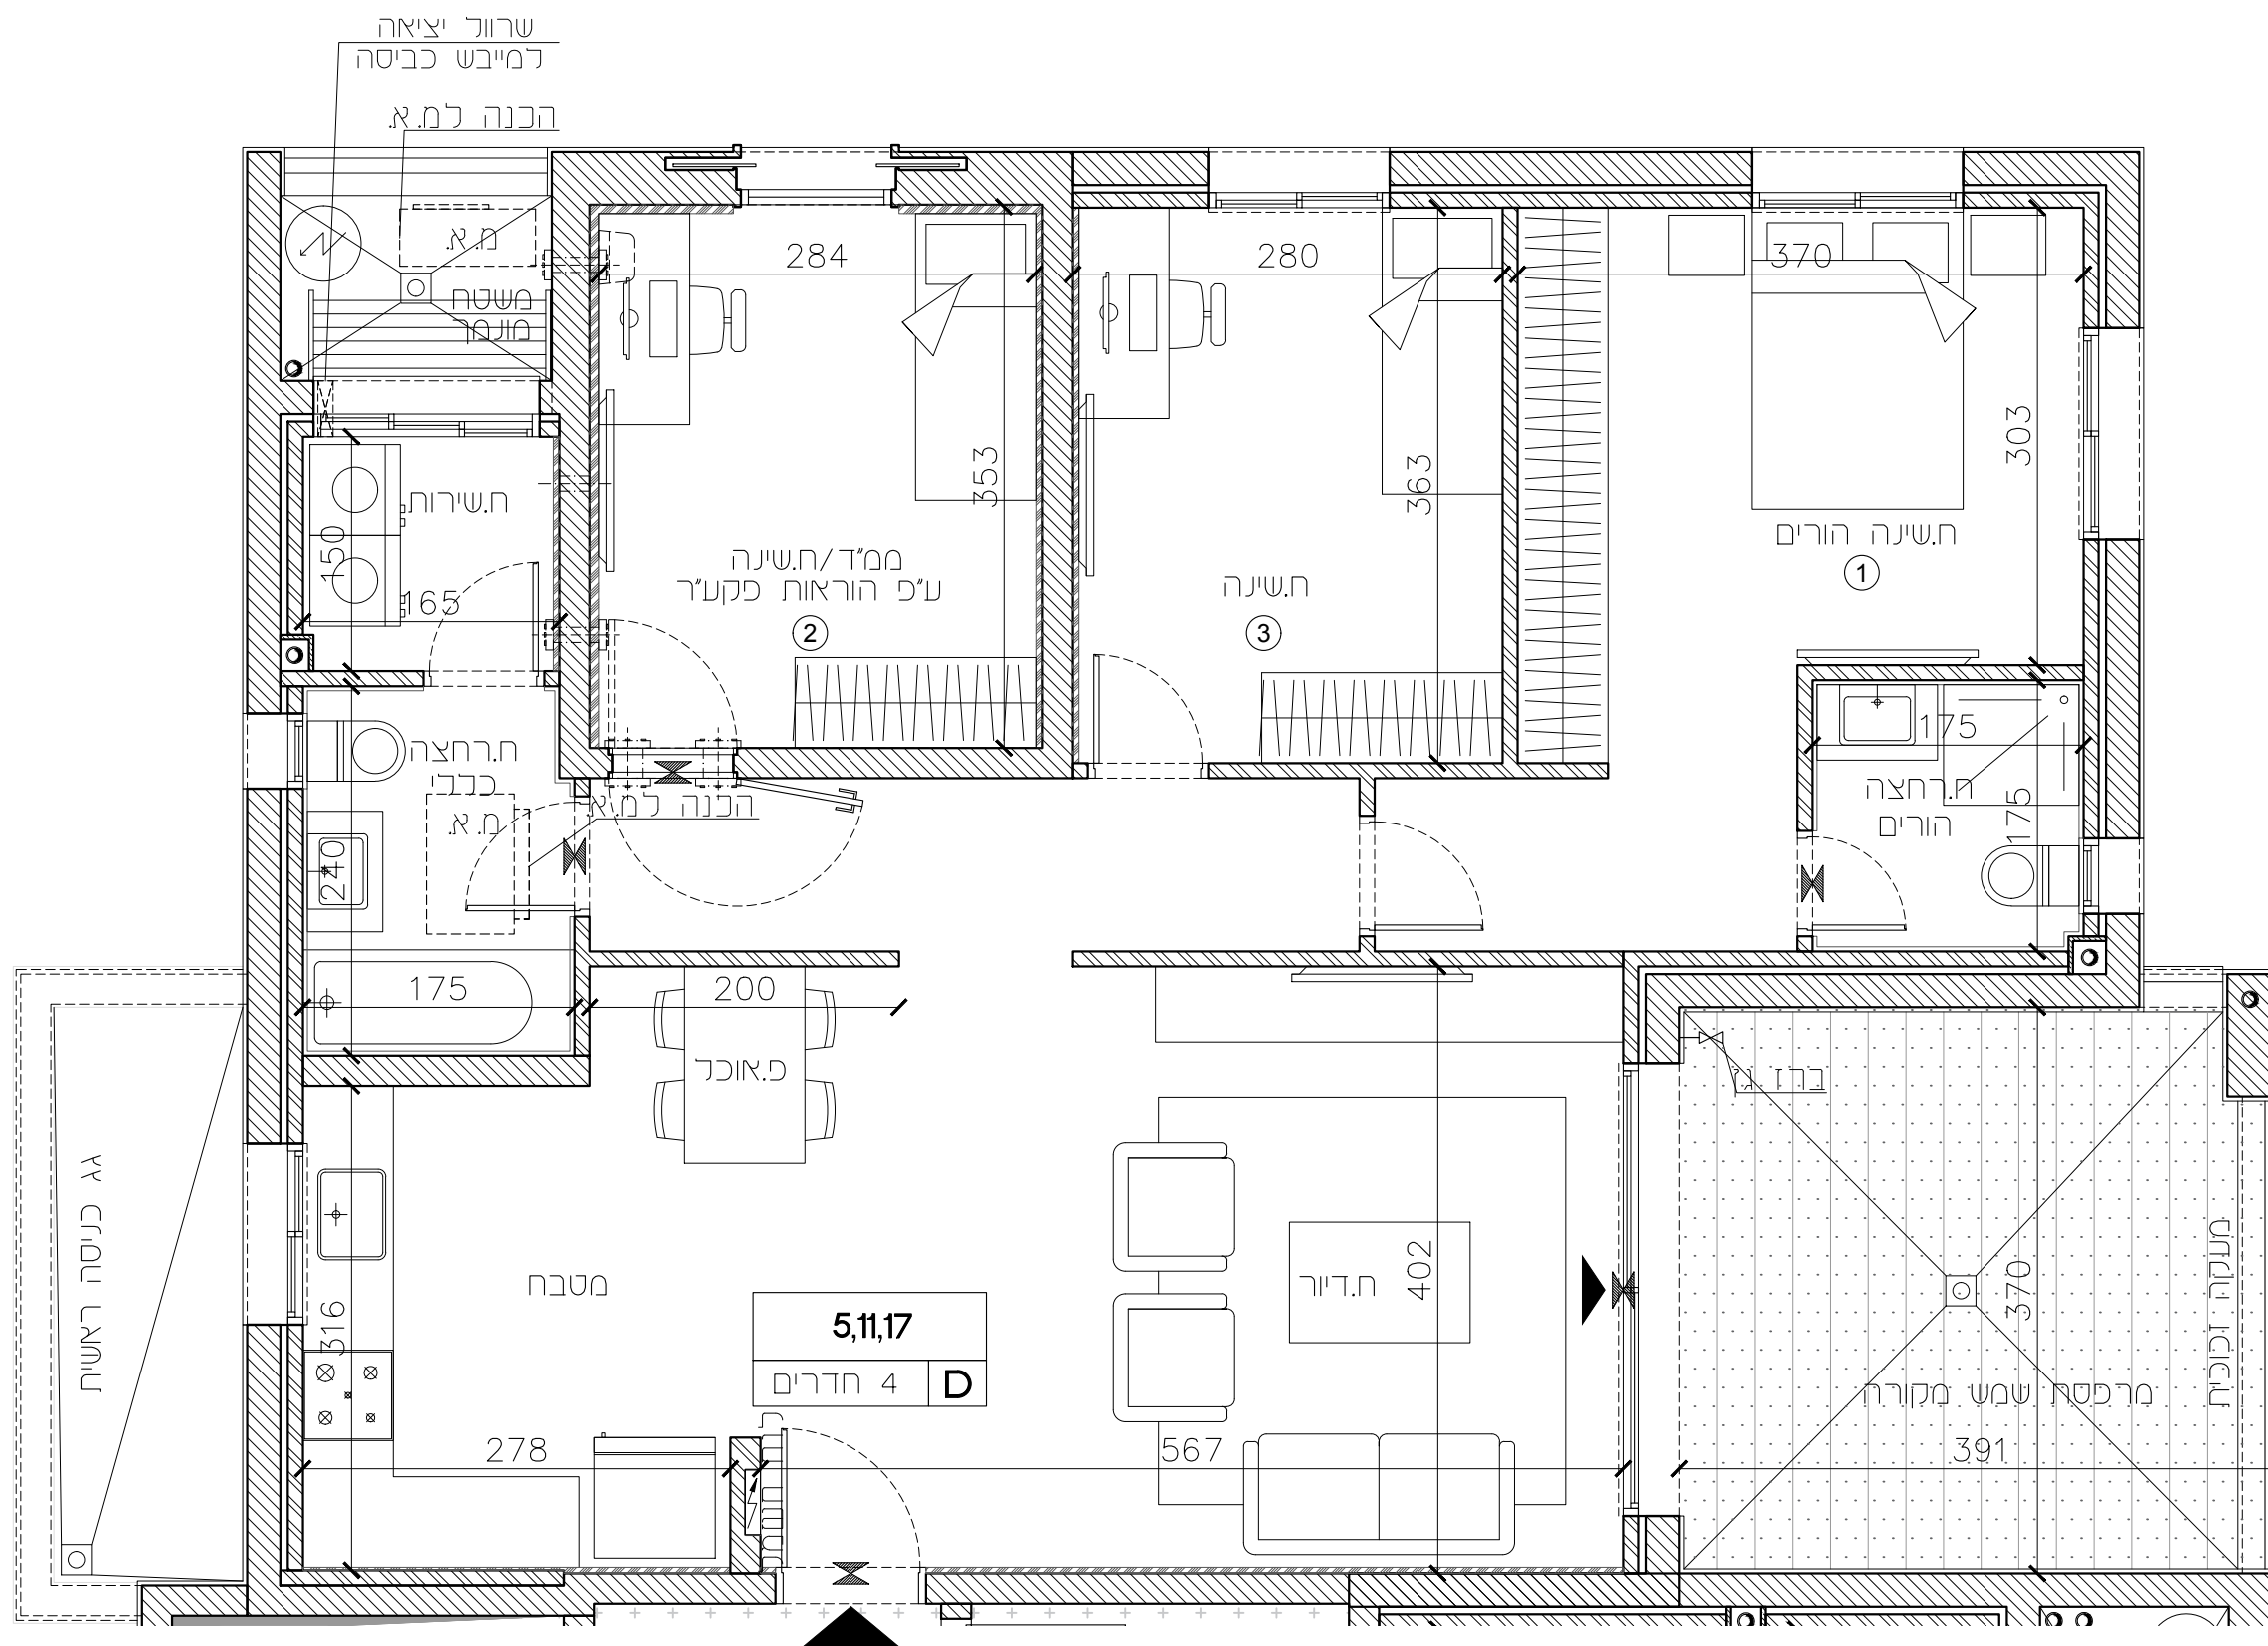 שרוול יציאה
למייבש כביסה
הכנה למ.א.
מ.א.
משטח
מונמך
284
280
370
353
363
303
ח.שירות
150
165
ממ"ד/ח.שינה
ע"פ הוראות פקע"ר
2
ח.שינה
3
ח.שינה הורים
1
175
ח.רחצה
הורים
175
ח.רחצה
כללי
מ.א.
הכנה למ.א.
240
175
200
פ.אוכל
ברז גז
גג כניסה ראשית
מטבח
316
5,11,17
4 חדרים
D
ח.דיור
402
370
מעקה זכוכית
מרפסת שמש מקורה
278
567
391